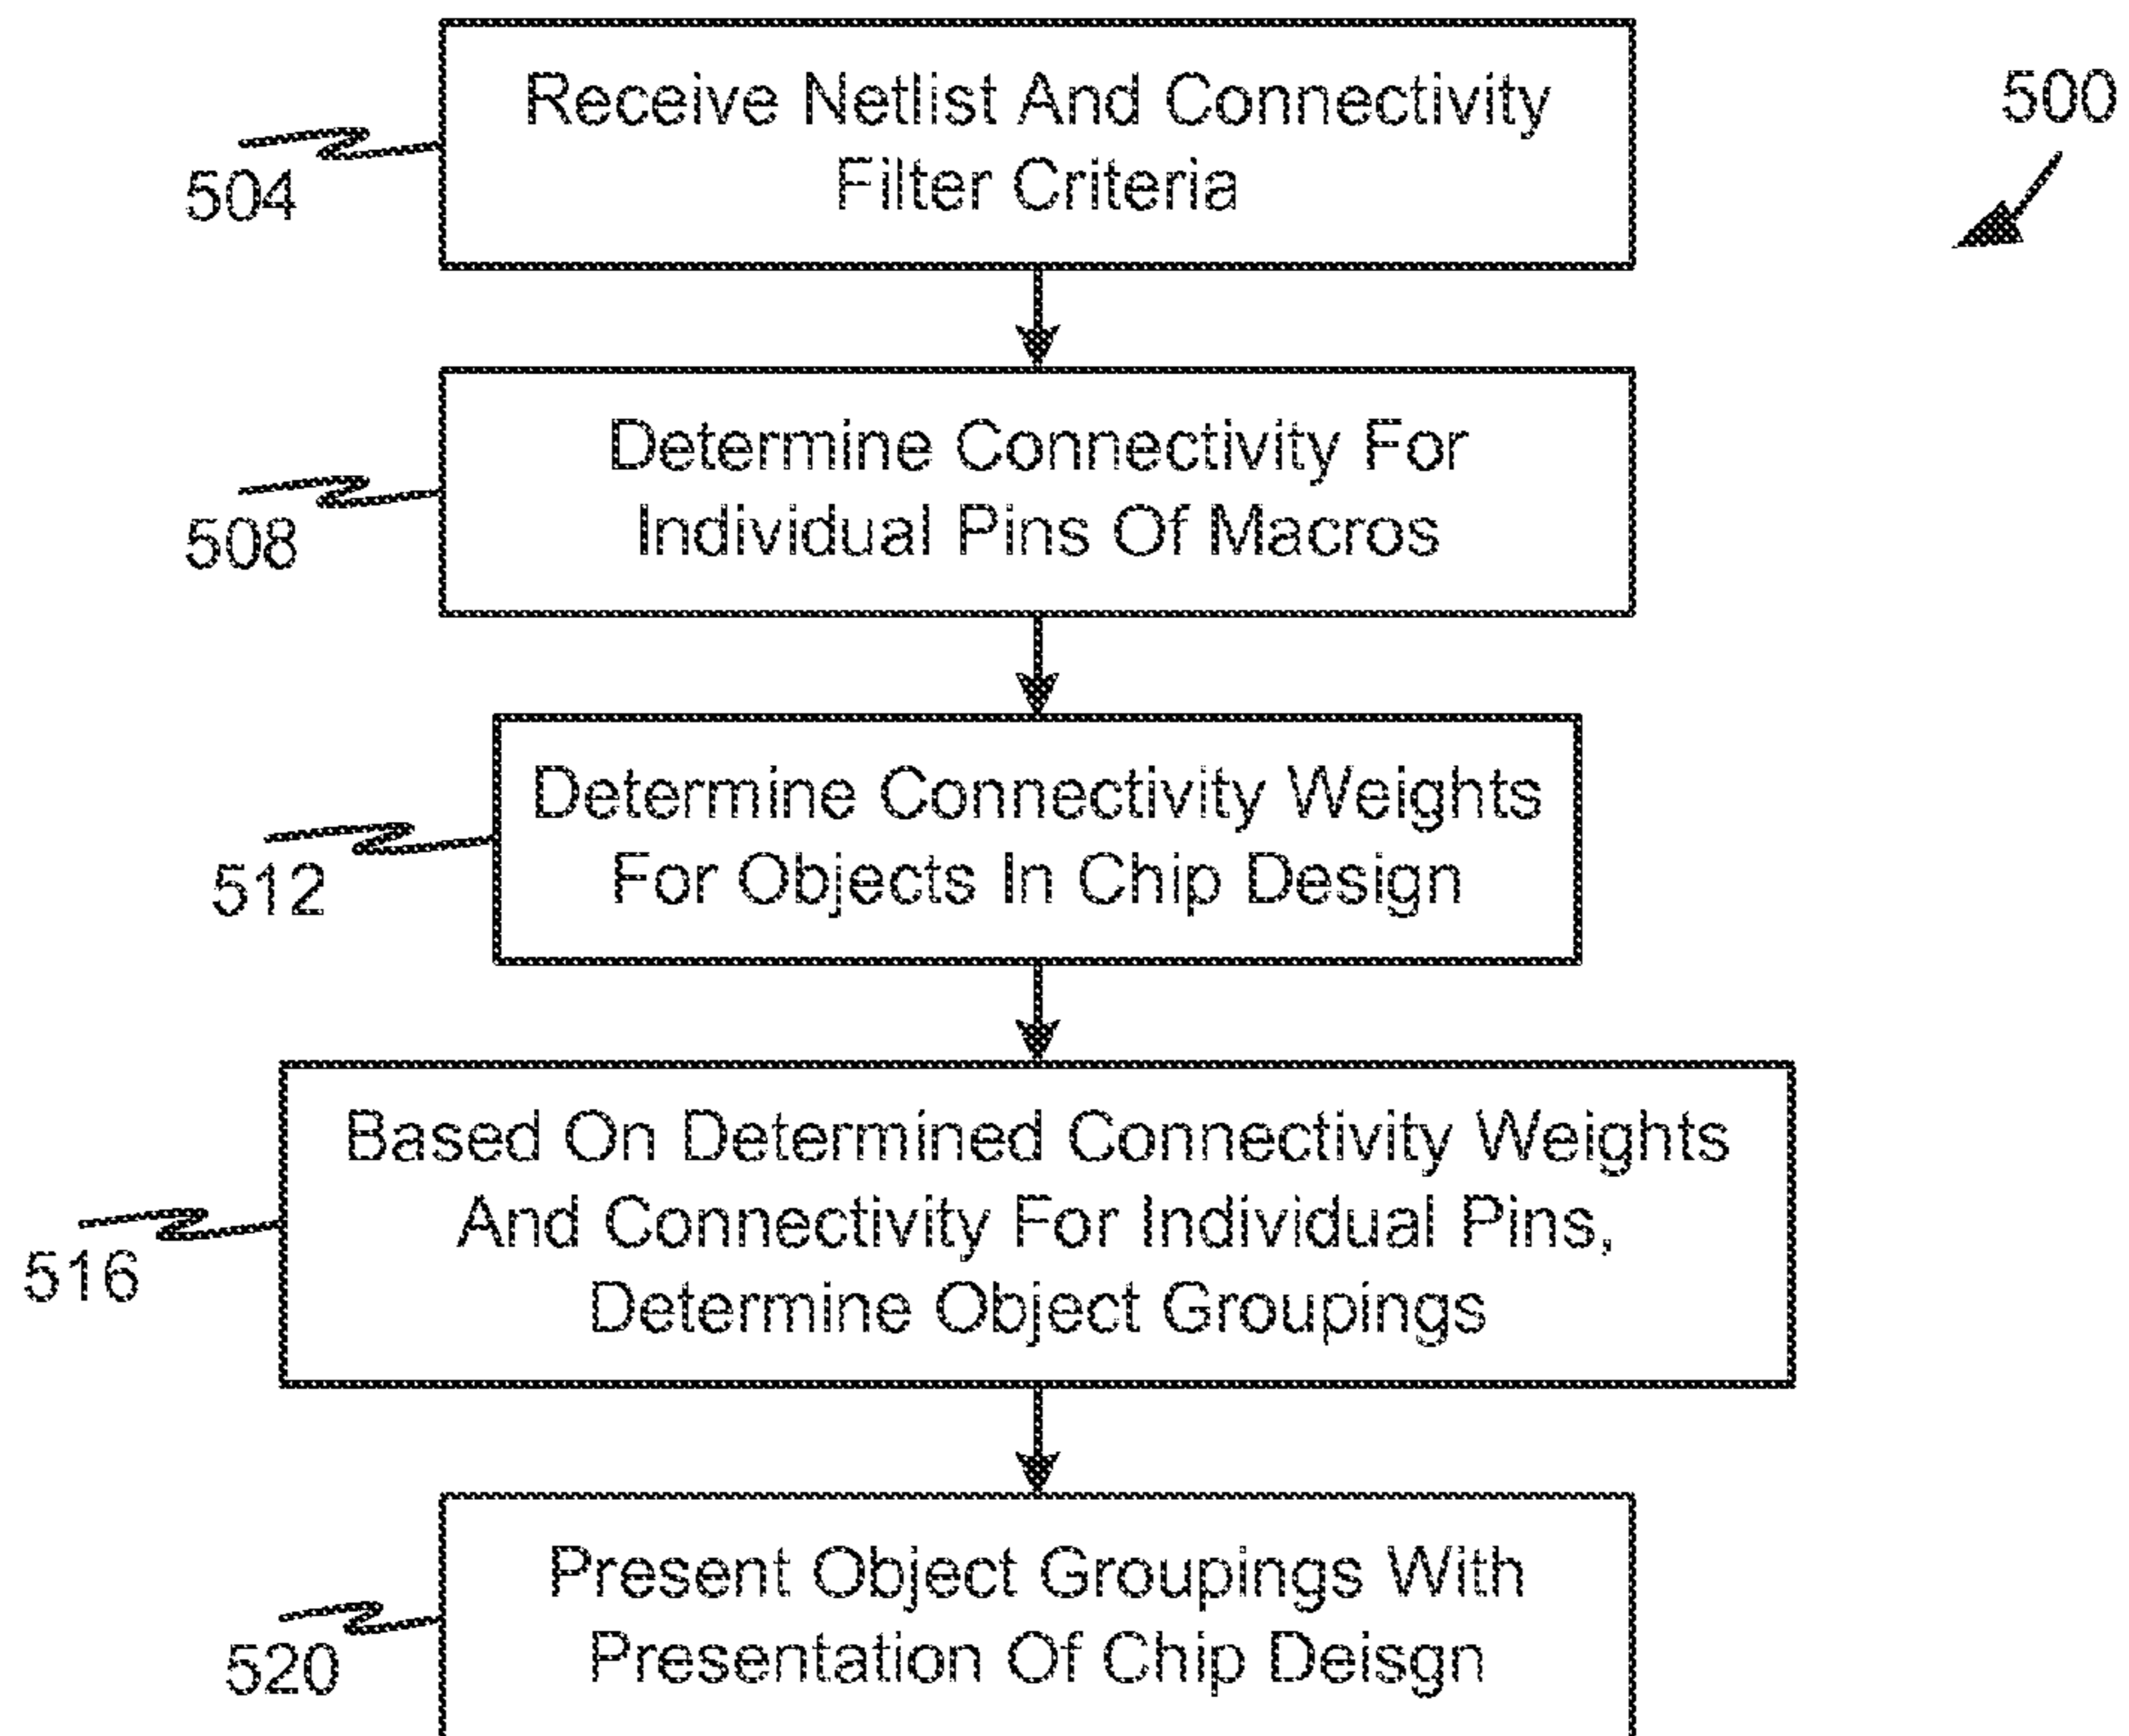 Receive Netlist And Connectivity
Filter Criteria
500
504
Determine Connectivity For
Individual Pins Of Macros
508
Determine Connectivity Weights
For Objects In Chip Design
512
Based On Determined Connectivity Weights
And Connectivity For Individual Pins,
Determine Object Groupings
516
Present Object Groupings With
Presentation Of Chip Deisgn
520